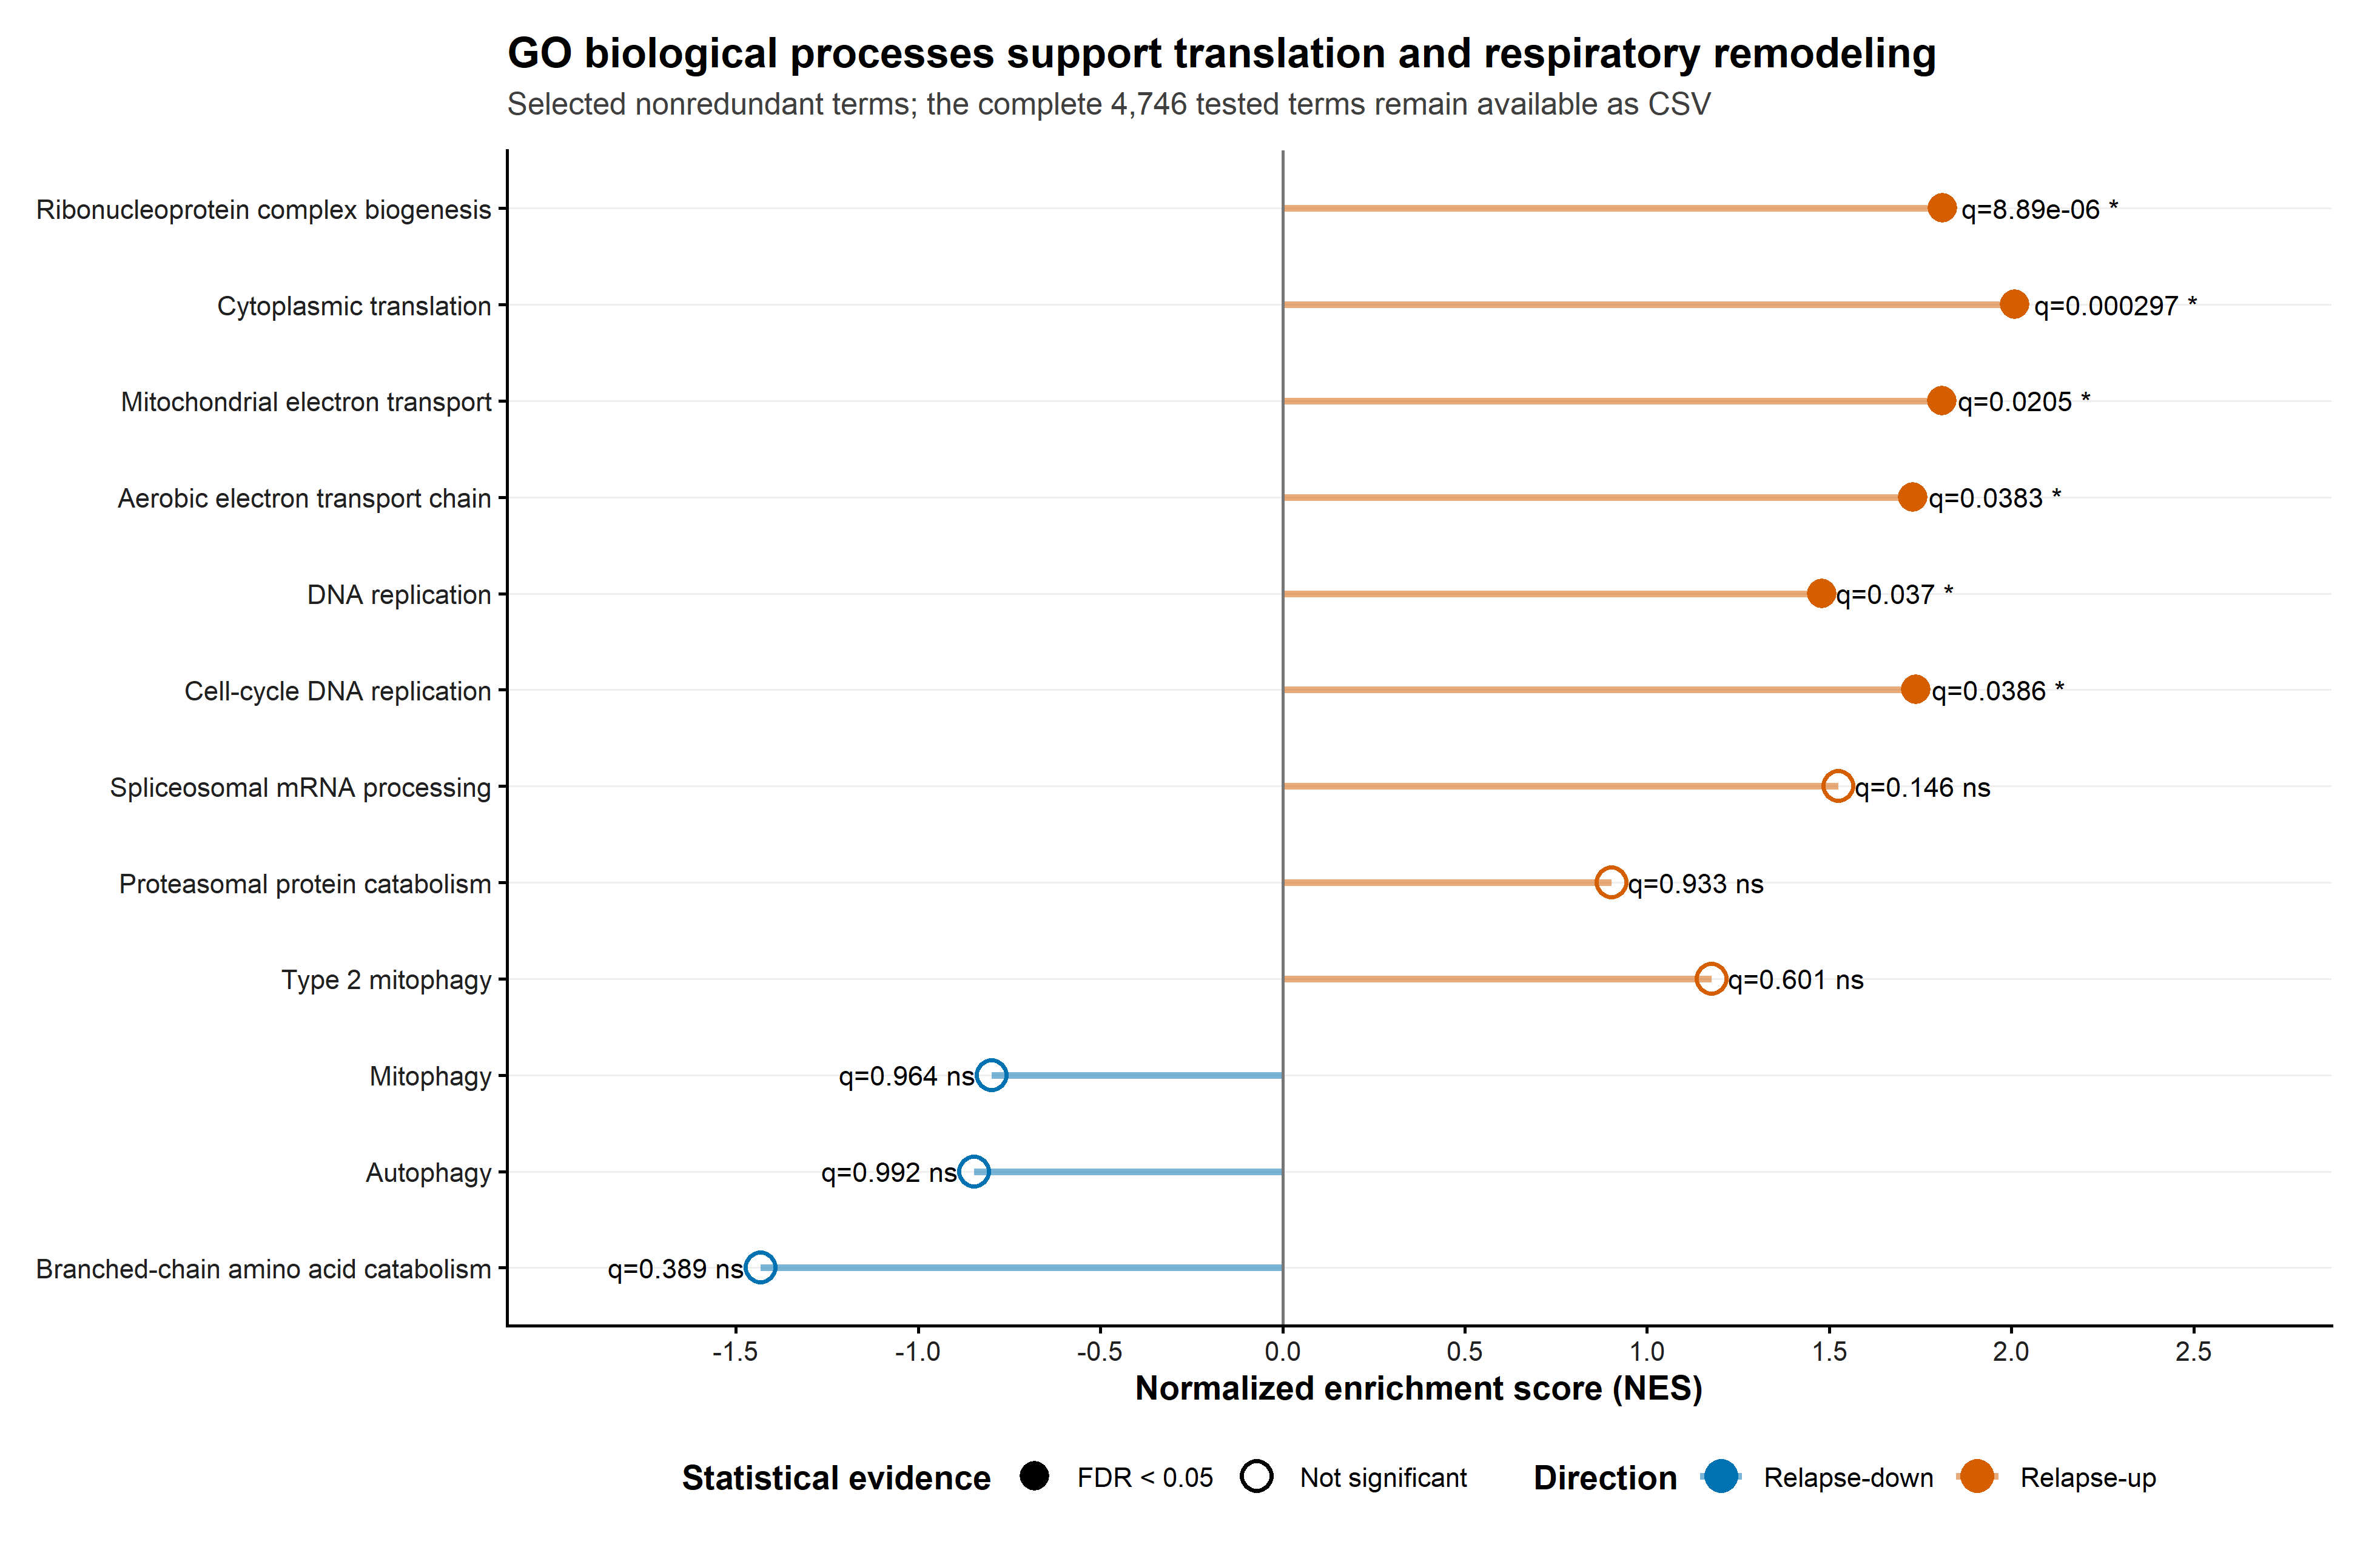 GO biological processes support translation and respiratory remodeling
Selected nonredundant terms; the complete 4,746 tested terms remain available as CSV
Ribonucleoprotein complex biogenesis q=8.89e-06 *
Cytoplasmic translation q=0.000297 *
Mitochondrial electron transport q=0.0205 *
Aerobic electron transport chain q=0.0383 *
DNA replication q=0.037 *
Cell-cycle DNA replication q=0.0386 *
Spliceosomal mRNA processing q=0.146 ns
Proteasomal protein catabolism q=0.933 ns
Type 2 mitophagy q=0.601 ns
Mitophagy q=0.964 ns
Autophagy q=0.992 ns
Branched-chain amino acid catabolism q=0.389 ns
-1.5 -1.0 -0.5 0.0 0.5 1.0 1.5 2.0 2.5
Normalized enrichment score (NES)
Statistical evidence FDR < 0.05 Not significant Direction Relapse-down Relapse-up